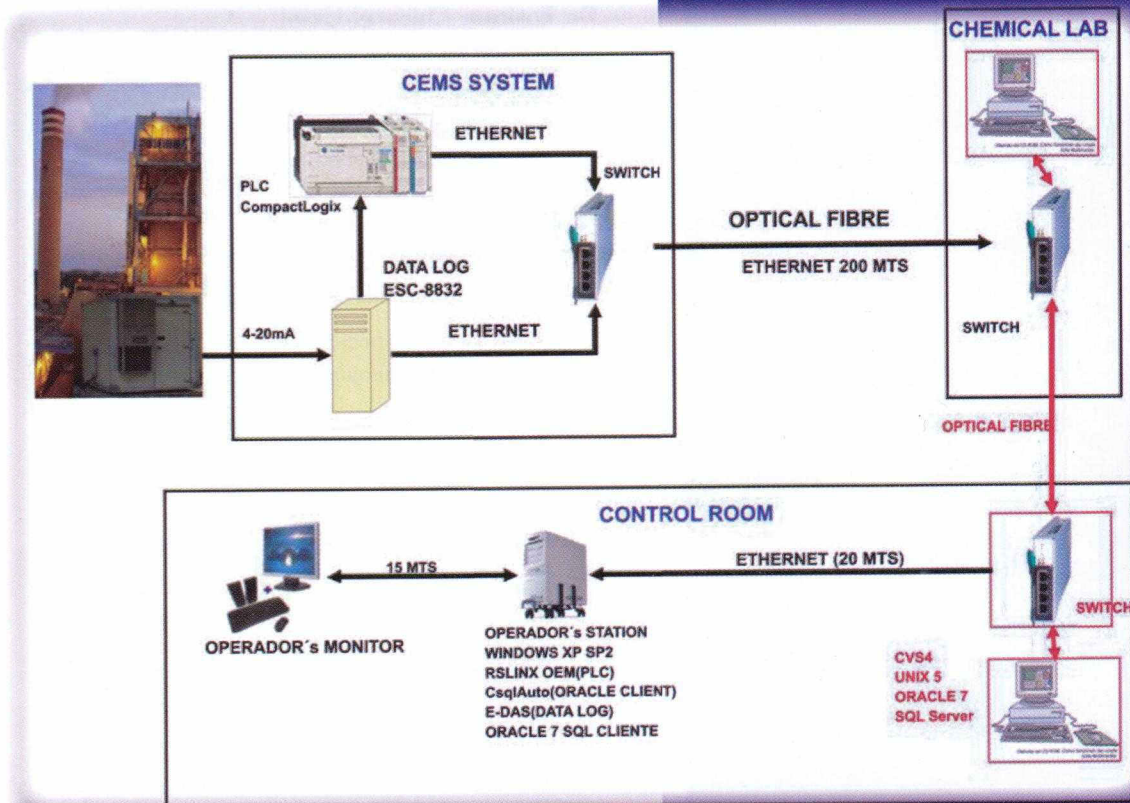 CHEMICAL LAB
CEMS SYSTEM
ETHERNET
SWITCH
PLC
CompactLogix
OPTICAL FIBRE
ETHERNET 200 MTS
DATA LOG
ESC-8832
SWITCH
4-20mA
ETHERNET
OPTICAL FIBRE
CONTROL ROOM
15 MTS
ETHERNET (20 MTS)
SWITCH
OPERADOR´s MONITOR
OPERADOR´s STATION
WINDOWS XP SP2
RSLINX OEM(PLC)
CsqlAuto(ORACLE CLIENT)
E-DAS(DATA LOG)
ORACLE 7 SQL CLIENTE
CVS4
UNIX 5
ORACLE 7
SQL Server